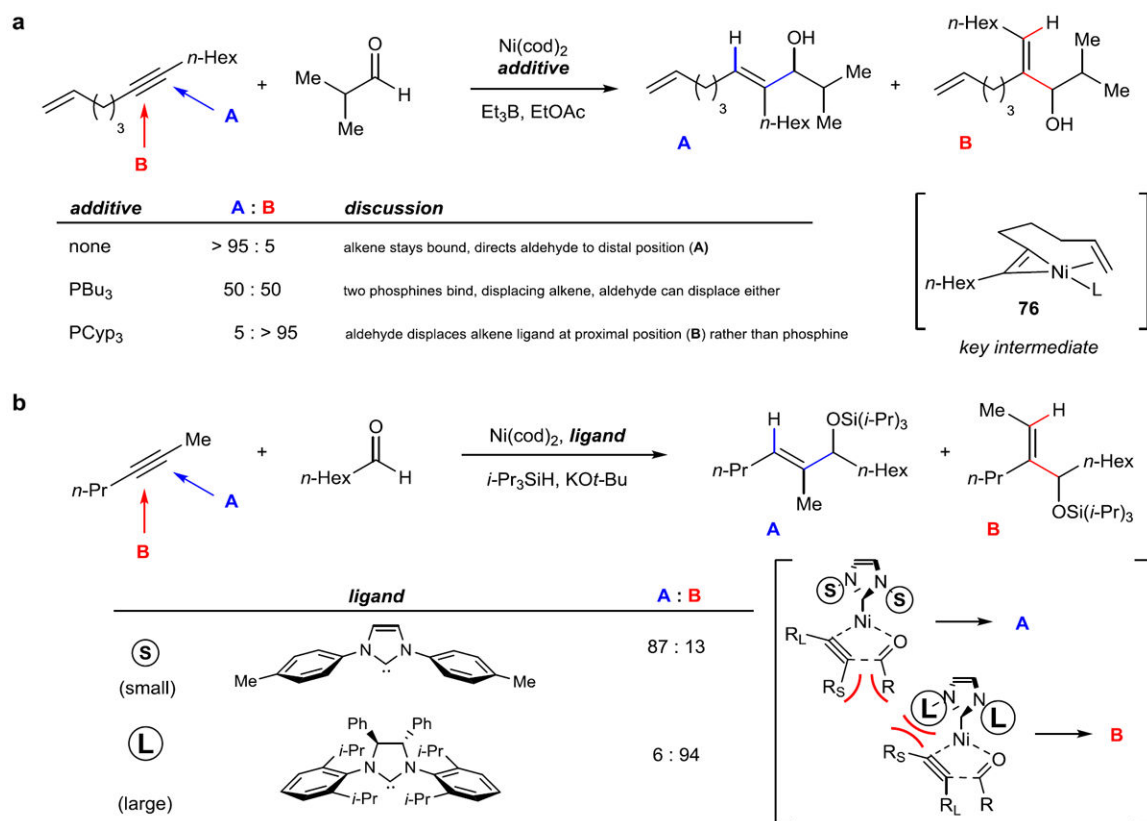 a
n-Hex
3
A
B
+
Me
Me
O
H
Ni(cod)2
additive
Et3B, EtOAc
H
OH
3
n-Hex
Me
Me
A
+
n-Hex
H
3
OH
Me
Me
B
additive A : B discussion
none > 95 : 5 alkene stays bound, directs aldehyde to distal position (A)
PBu3 50 : 50 two phosphines bind, displacing alkene, aldehyde can displace either
PCyp3 5 : > 95 aldehyde displaces alkene ligand at proximal position (B) rather than phosphine
n-Hex
Ni
L
76
key intermediate
b
Me
n-Pr
A
B
+
O
n-Hex
H
Ni(cod)2, ligand
i-Pr3SiH, KOt-Bu
H
OSi(i-Pr)3
n-Pr
n-Hex
Me
A
+
Me
H
n-Pr
n-Hex
OSi(i-Pr)3
B
ligand A : B
S
(small)
N
N
Me
Me
87 : 13
L
(large)
Ph
Ph
i-Pr
i-Pr
N
N
i-Pr
i-Pr
6 : 94
S
N
N
S
Ni
RL
O
RS
R
A
L
N
N
L
Ni
RS
O
RL
R
B